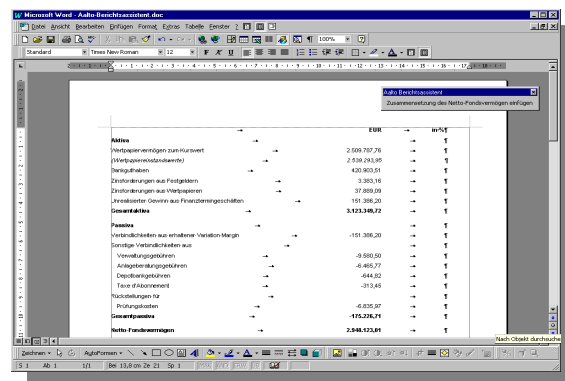 Microsoft Word - Aalto-Berichtsassistent.doc
Datei Ansicht Bearbeiten Einfügen Format Extras Tabelle Fenster ?
100%
Standard Times New Roman 12 F K U
Aalto Berichtsassistent
Zusammensetzung des Netto-Fondsvermögen einfügen
EUR in-%¶
Aktiva ¶
Wertpapiervermögen zum Kurswert 2.509.787,76 ¶
(Wertpapiereinstandswerte) 2.539.293,95 ¶
Bankguthaben 420.903,51 ¶
Zinsforderungen aus Festgeldern 3.383,16 ¶
Zinsforderungen aus Wertpapieren 37.889,09 ¶
Unrealisierter Gewinn aus Finanztermingeschäften 151.386,20 ¶
Gesamtaktiva 3.123.349,72 ¶
Passiva ¶
Verbindlichkeiten aus erhaltener Variation-Margin -151.386,20 ¶
Sonstige Verbindlichkeiten aus ¶
Verwaltungsgebühren -9.580,50 ¶
Anlageberatungsgebühren -6.465,77 ¶
Depotbankgebühren -644,82 ¶
Taxe d'Abonnement -313,45 ¶
Rückstellungen für ¶
Prüfungskosten -6.835,97 ¶
Gesamtpassiva -175.226,71 ¶
Netto-Fondsvermögen 2.948.123,01 ¶
Nach Objekt durchsuche
Zeichnen AutoFormen
S 1 Ab 1 1/1 Bei 13,8 cm Ze 21 Sp 1 MAK ÄND ERW ÜB